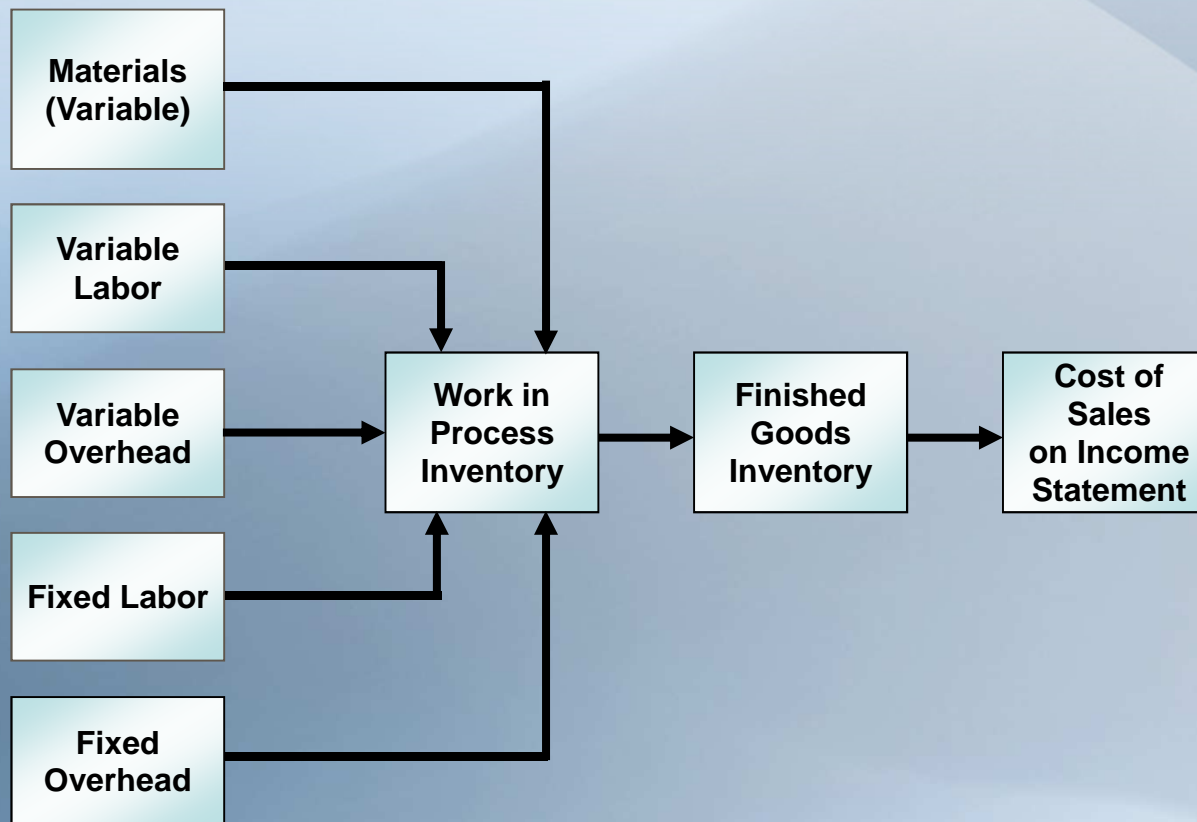 Materials
(Variable)
Variable
Labor
Variable
Overhead
Fixed Labor
Fixed
Overhead
Work in
Process
Inventory
Finished
Goods
Inventory
Cost of
Sales
on Income
Statement